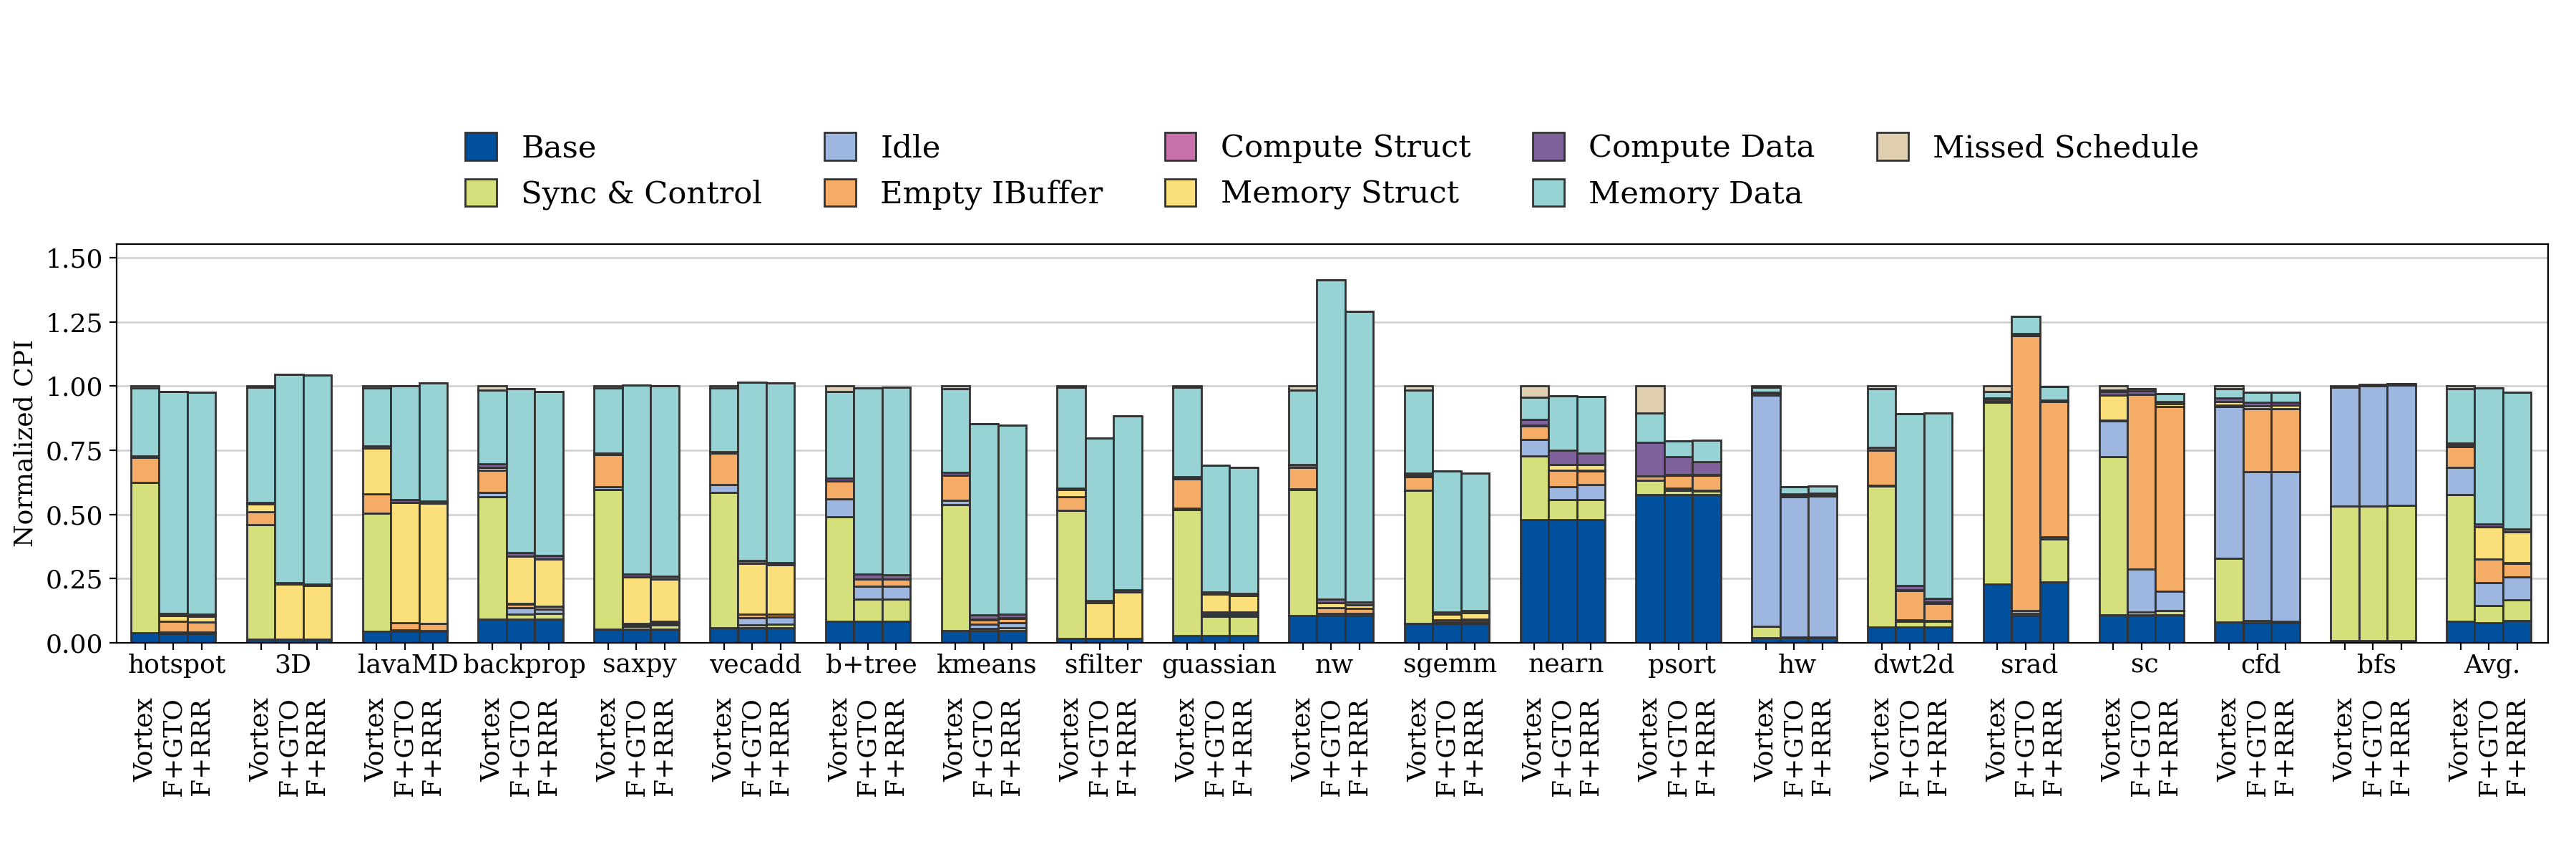 Base Idle Compute Struct Compute Data Missed Schedule
Sync & Control Empty IBuffer Memory Struct Memory Data
Normalized CPI
1.50
1.25
1.00
0.75
0.50
0.25
0.00
hotspot 3D lavaMD backprop saxpy vecadd b+tree kmeans sfilter guassian nw sgemm nearn psort hw dwt2d srad sc cfd bfs Avg.
Vortex F+GTO F+RRR Vortex F+GTO F+RRR Vortex F+GTO F+RRR Vortex F+GTO F+RRR Vortex F+GTO F+RRR Vortex F+GTO F+RRR Vortex F+GTO F+RRR Vortex F+GTO F+RRR Vortex F+GTO F+RRR Vortex F+GTO F+RRR Vortex F+GTO F+RRR Vortex F+GTO F+RRR Vortex F+GTO F+RRR Vortex F+GTO F+RRR Vortex F+GTO F+RRR Vortex F+GTO F+RRR Vortex F+GTO F+RRR Vortex F+GTO F+RRR Vortex F+GTO F+RRR Vortex F+GTO F+RRR Vortex F+GTO F+RRR